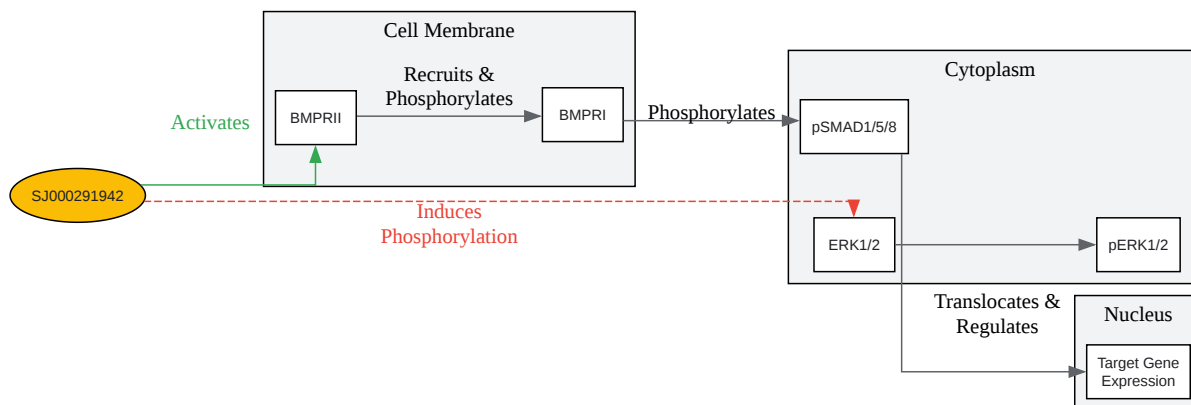 Cell Membrane
Recruits &
Phosphorylates
BMPRII
BMPRI
Activates
Phosphorylates
Cytoplasm
pSMAD1/5/8
SJ000291942
Induces
Phosphorylation
ERK1/2
pERK1/2
Translocates &
Regulates
Nucleus
Target Gene
Expression